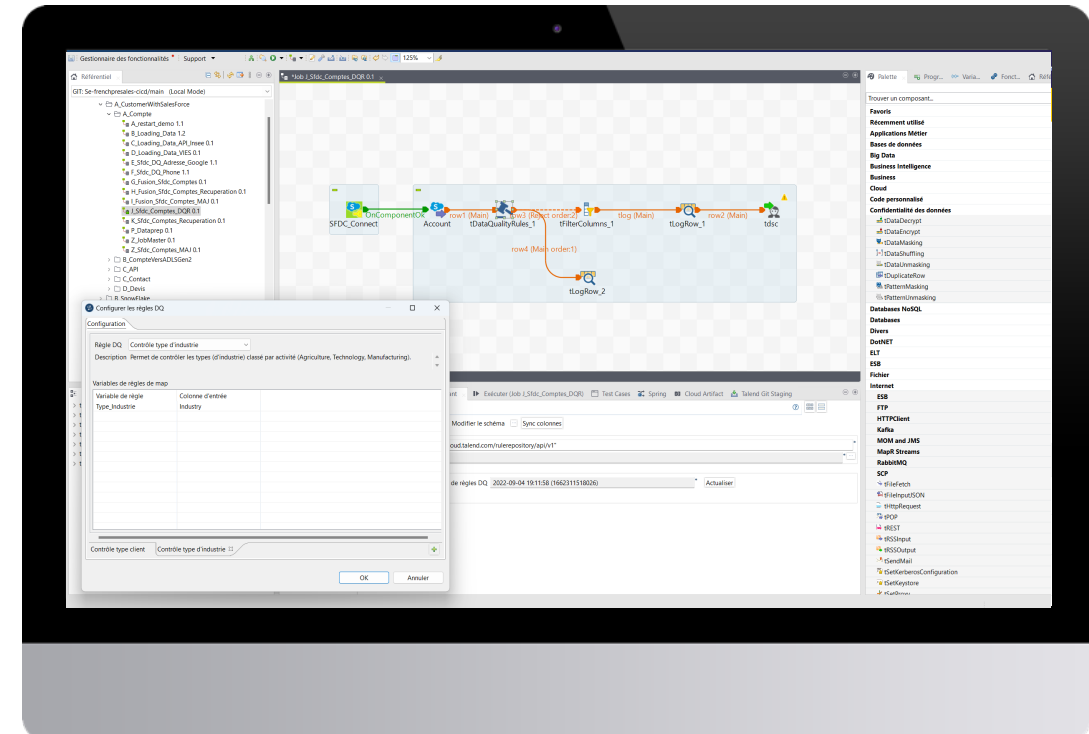 Gestionnaire des fonctionnalités * Support 125%
Référentiel
GIT: Se-frenchpresales-cicd/main (Local Mode)
A_CustomerWithSalesForce
A_Compte
A_restart_demo 1.1
B_Loading_Data 1.2
C_Loading_Data_API_Insee 0.1
D_Loading_Data_VIES 0.1
E_Sfdc_DQ_Adresse_Google 1.1
F_Sfdc_DQ_Phone 1.1
G_Fusion_Sfdc_Comptes 0.1
H_Fusion_Sfdc_Comptes_Recuperation 0.1
I_Fusion_Sfdc_Comptes_MAJ 0.1
J_Sfdc_Comptes_DQR 0.1
K_Sfdc_Comptes_Recuperation 0.1
P_Dataprep 0.1
Z_JobMaster 0.1
Z_Sfdc_Comptes_MAJ 0.1
B_CompteVersADLSGen2
C_API
C_Contact
D_Devis
B_SnowFlake
*Job J_Sfdc_Comptes_DQR 0.1
OnComponentOk
row1 (Main)
row3 (Reject order:2)
tlog (Main)
row2 (Main)
SFDC_Connect
Account
tDataQualityRules_1
tFilterColumns_1
tLogRow_1
tdsc
row4 (Main order:1)
tLogRow_2
Palette Progr... Varia... Fonct... Réfé
Trouver un composant...
Favoris
Récemment utilisé
Applications Métier
Bases de données
Big Data
Business Intelligence
Business
Cloud
Code personnalisé
Confidentialité des données
tDataDecrypt
tDataEncrypt
tDataMasking
tDataShuffling
tDataUnmasking
tDuplicateRow
tPatternMasking
tPatternUnmasking
Databases NoSQL
Databases
Divers
DotNET
ELT
ESB
Fichier
Internet
ESB
FTP
HTTPClient
Kafka
MOM and JMS
MapR Streams
RabbitMQ
SCP
tFileFetch
tFileInputJSON
tHttpRequest
tPOP
tREST
tRSSInput
tRSSOutput
tSendMail
tSetKerberosConfiguration
tSetKeystore
tSetProxy
Configurer les règles DQ
Configuration
Règle DQ Contrôle type d'industrie
Description Permet de contrôler les types (d'industrie) classé par activité (Agriculture, Technology, Manufacturing).
Variables de règles de map
Variable de règle Colonne d'entrée
Type_Industrie Industry
Contrôle type client Contrôle type d'industrie
OK Annuler
ant Exécuter (Job J_Sfdc_Comptes_DQR) Test Cases Spring Cloud Artifact Talend Git Staging
Modifier le schéma Sync colonnes
oud.talend.com/rulerepository/api/v1"
de règles DQ 2022-09-04 19:11:58 (1662311518026) Actualiser